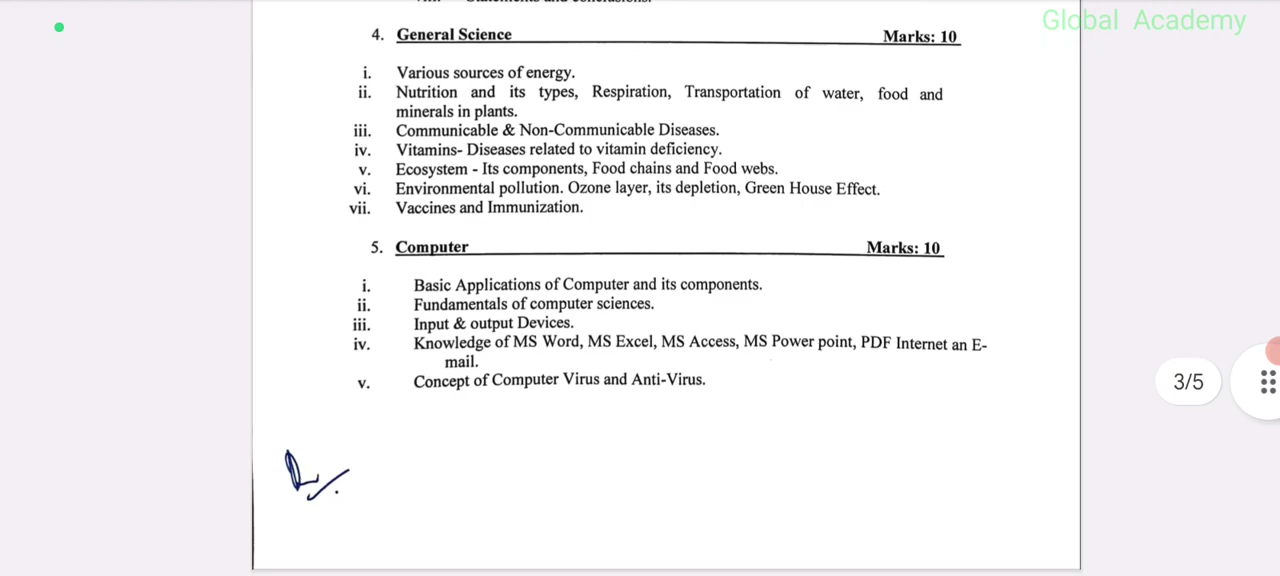 Global Academy
4. General Science Marks: 10
i. Various sources of energy.
ii. Nutrition and its types, Respiration, Transportation of water, food and
minerals in plants.
iii. Communicable & Non-Communicable Diseases.
iv. Vitamins- Diseases related to vitamin deficiency.
v. Ecosystem - Its components, Food chains and Food webs.
vi. Environmental pollution. Ozone layer, its depletion, Green House Effect.
vii. Vaccines and Immunization.
5. Computer Marks: 10
i. Basic Applications of Computer and its components.
ii. Fundamentals of computer sciences.
iii. Input & output Devices.
iv. Knowledge of MS Word, MS Excel, MS Access, MS Power point, PDF Internet an E-
mail.
3/5
v. Concept of Computer Virus and Anti-Virus.